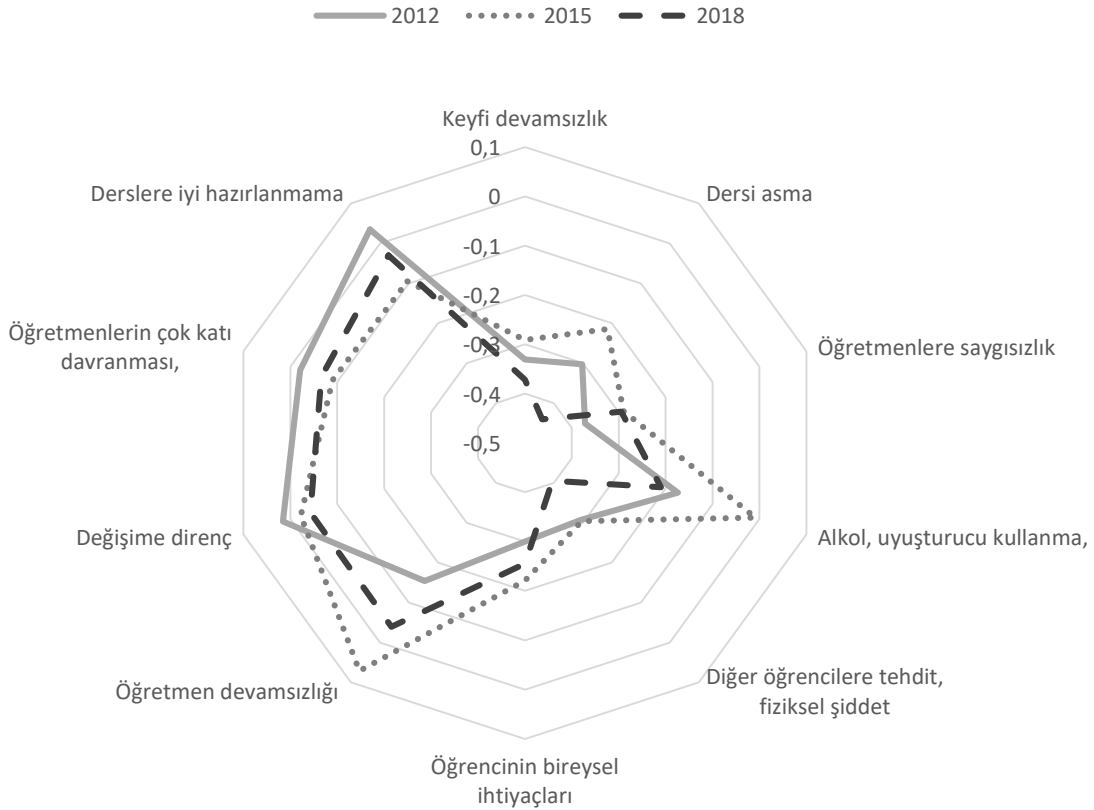 2012 2015 2018
Keyfi devamsızlık
0,1
Derslere iyi hazırlanmama
Dersi asma
0
-0,1
-0,2
Öğretmenlerin çok katı
davranması,
-0,3
Öğretmenlere saygısızlık
-0,4
-0,5
Değişime direnç
Alkol, uyuşturucu kullanma,
Öğretmen devamsızlığı
Diğer öğrencilere tehdit,
fiziksel şiddet
Öğrencinin bireysel
ihtiyaçları